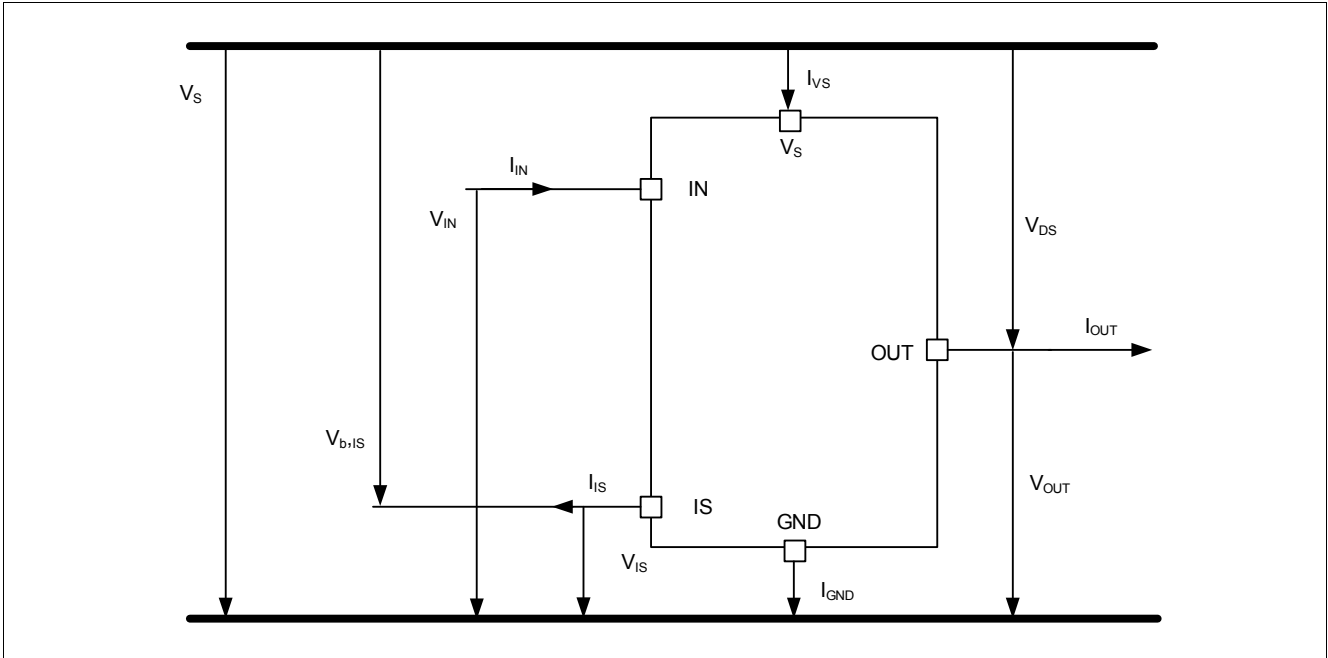 V_S
I_VS
V_S
I_IN
IN
V_IN
V_DS
I_OUT
OUT
V_b,IS
I_IS
IS
V_OUT
GND
V_IS
I_GND